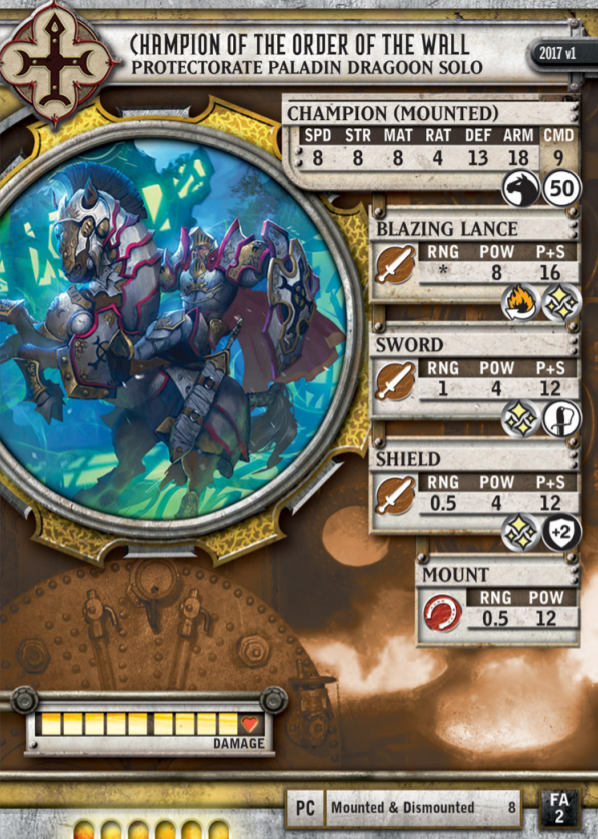 CHAMPION OF THE ORDER OF THE WALL
PROTECTORATE PALADIN DRAGOON SOLO
2017 v1
CHAMPION (MOUNTED)
SPD STR MAT RAT DEF ARM CMD
8 8 8 4 13 18 9
50
BLAZING LANCE
RNG POW P+S
* 8 16
SWORD
RNG POW P+S
1 4 12
SHIELD
RNG POW P+S
0.5 4 12
+2
MOUNT
RNG POW
0.5 12
DAMAGE
PC Mounted & Dismounted 8
FA
2